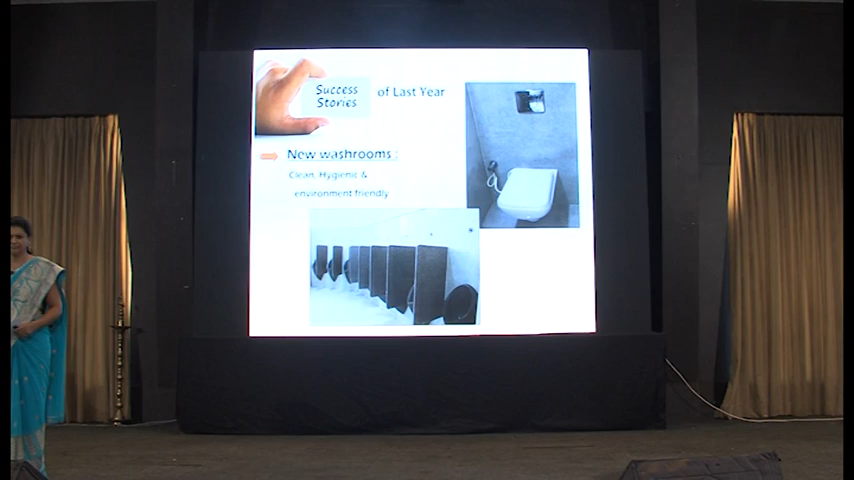 Success
Stories
of Last Year
New washrooms :
Clean, Hygienic &
environment friendly